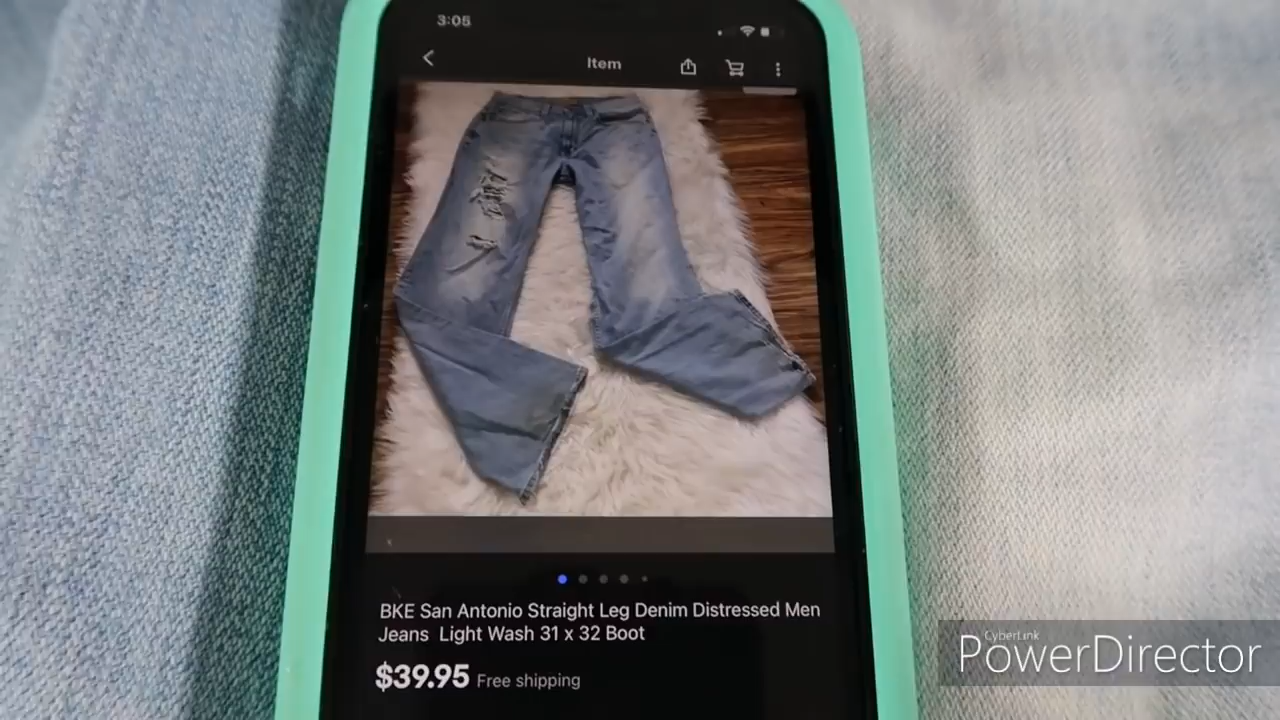 3:05
Item
BKE San Antonio Straight Leg Denim Distressed Men
Jeans Light Wash 31 x 32 Boot
$39.95 Free shipping
CyberLink
PowerDirector